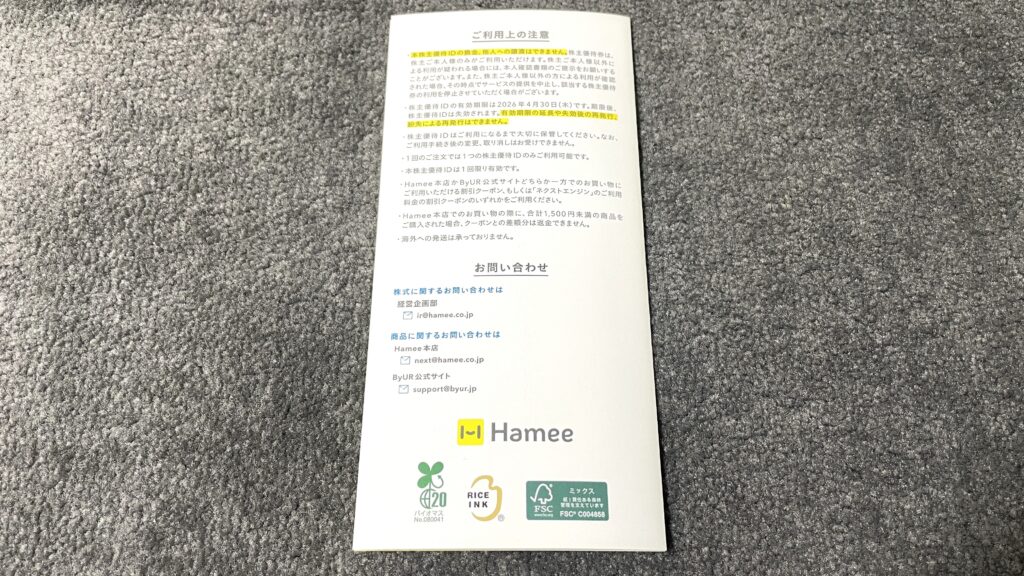 ご利用上の注意
・本株主優待IDの換金、他人への譲渡はできません。株主優待券は、
株主ご本人様のみがご利用いただけます。株主ご本人様以外に
よる利用が疑われる場合には、本人確認書類のご提示をお願いする
ことがございます。また、株主ご本人様以外の方による利用が確認
された場合、その時点でサービスの提供を中止し、該当する株主優待
券の利用を停止させていただく場合がございます。
・株主優待IDの有効期限は2026年4月30日(木)です。期限後、
株主優待IDは失効されます。有効期限の延長や失効後の再発行、
紛失による再発行はできません。
・株主優待IDはご利用になるまで大切に保管してください。なお、
ご利用手続き後の変更、取り消しはお受けできません。
・1回のご注文では1つの株主優待IDのみご利用可能です。
・本株主優待IDは1回限り有効です。
・Hamee本店かByUR公式サイトどちらか一方でのお買い物に
ご利用いただける割引クーポン、もしくは「ネクストエンジン」のご利用
料金の割引クーポンのいずれかをご利用ください。
・Hamee本店でのお買い物の際に、合計1,500円未満の商品を
ご購入された場合、クーポンとの差額分は返金できません。
・海外への発送は承っておりません。
お問い合わせ
株式に関するお問い合わせは
経営企画部
ir@hamee.co.jp
商品に関するお問い合わせは
Hamee本店
next@hamee.co.jp
ByUR公式サイト
support@byur.jp
Hamee
20
バイオマス
No.080041
RICE
INK
®
FSC
www.fsc.org
ミックス
紙|責任ある森林
管理を支えています
FSC® C004858